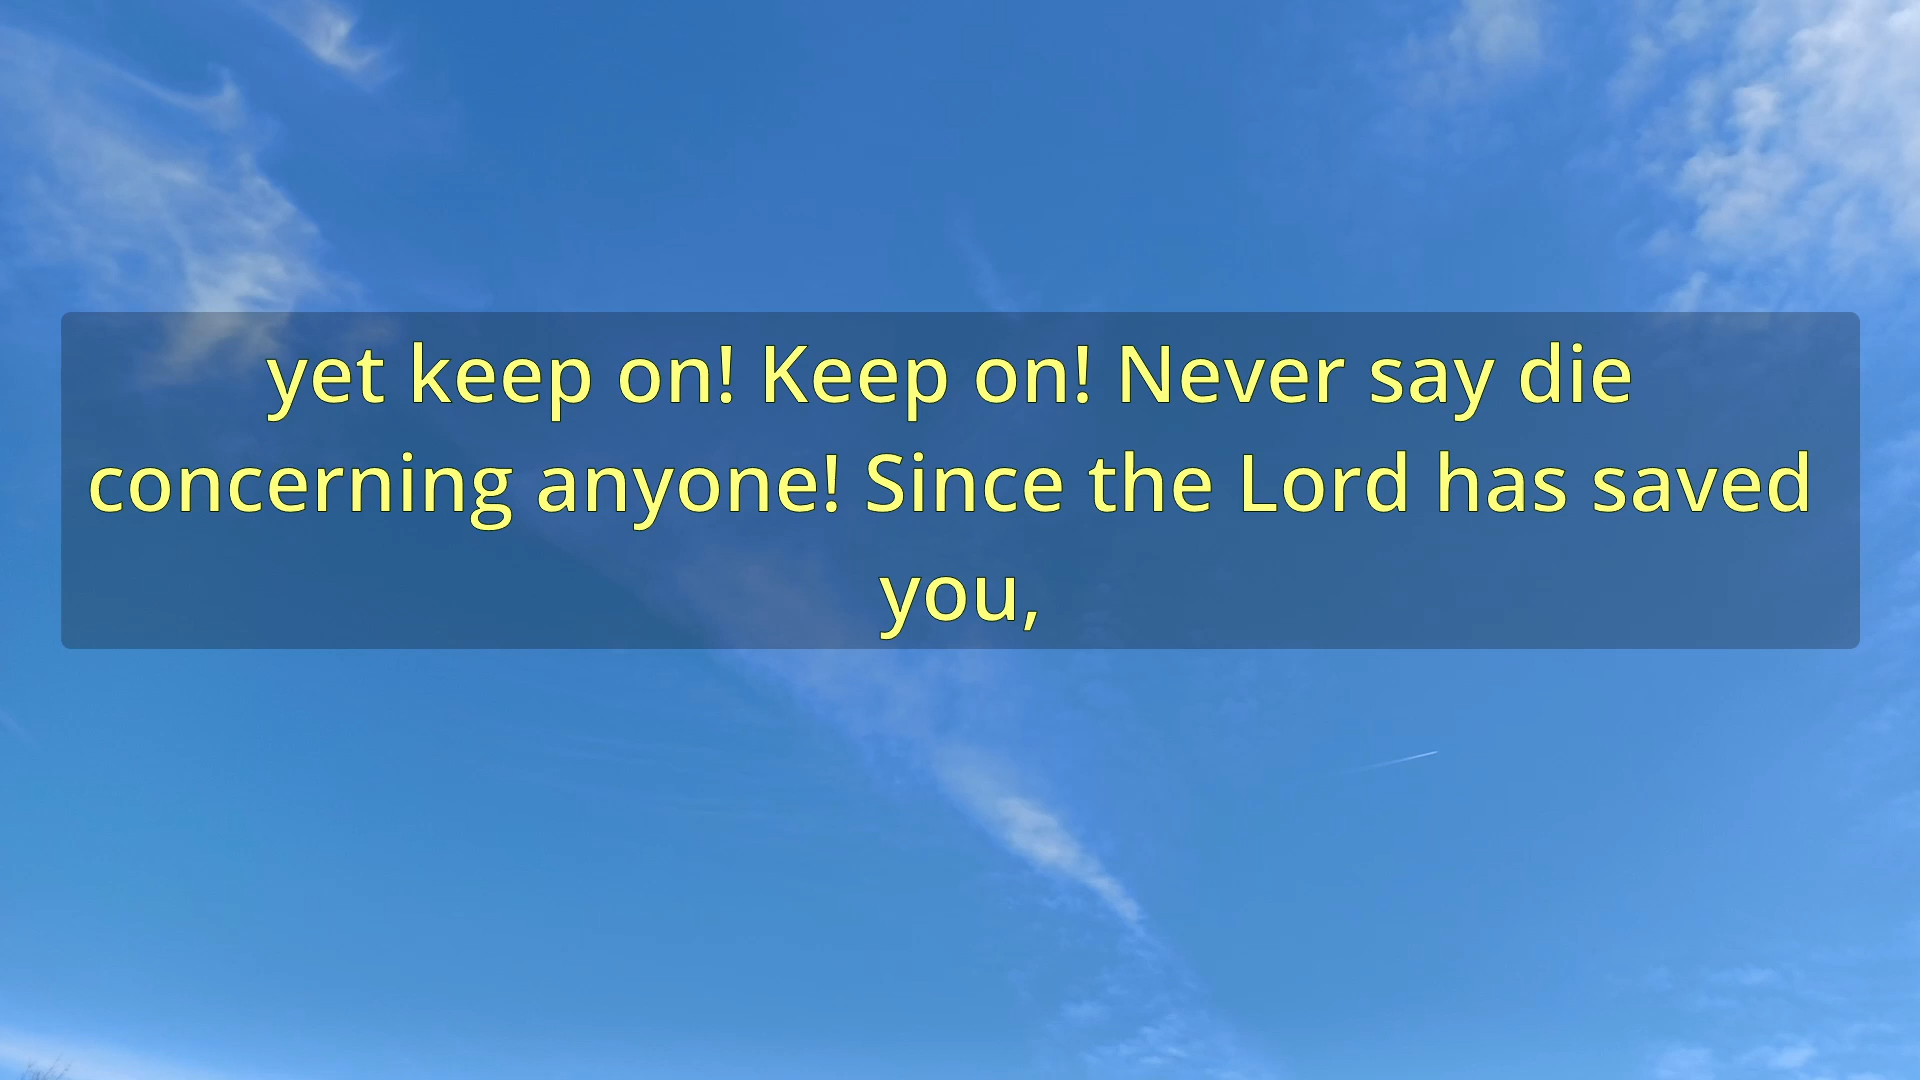 yet keep on! Keep on! Never say die
concerning anyone! Since the Lord has saved
you,